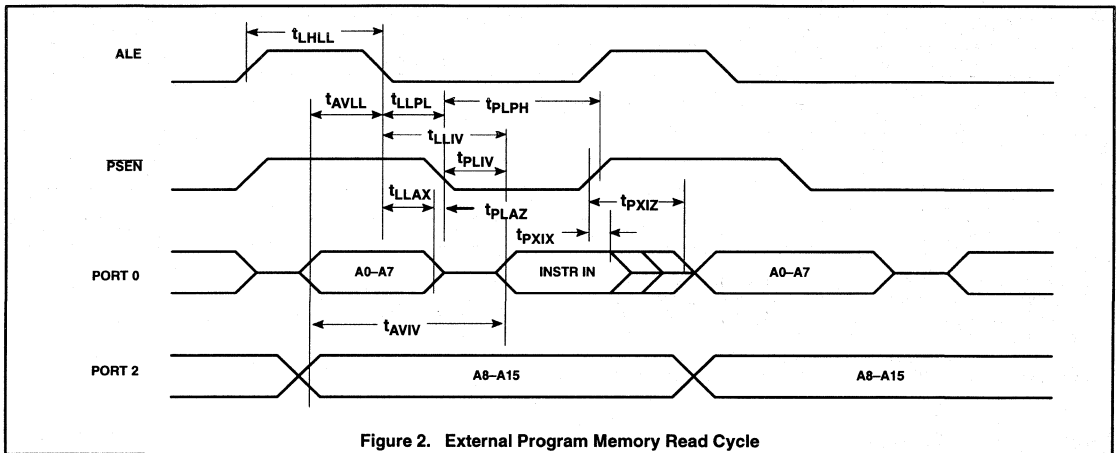 tLHLL
ALE
tAVLL
tLLPL
tPLPH
tLLIV
PSEN
tPLIV
tLLAX
tPLAZ
tPXIZ
tPXIX
PORT 0
A0–A7
INSTR IN
A0–A7
tAVIV
PORT 2
A8–A15
A8–A15
Figure 2. External Program Memory Read Cycle